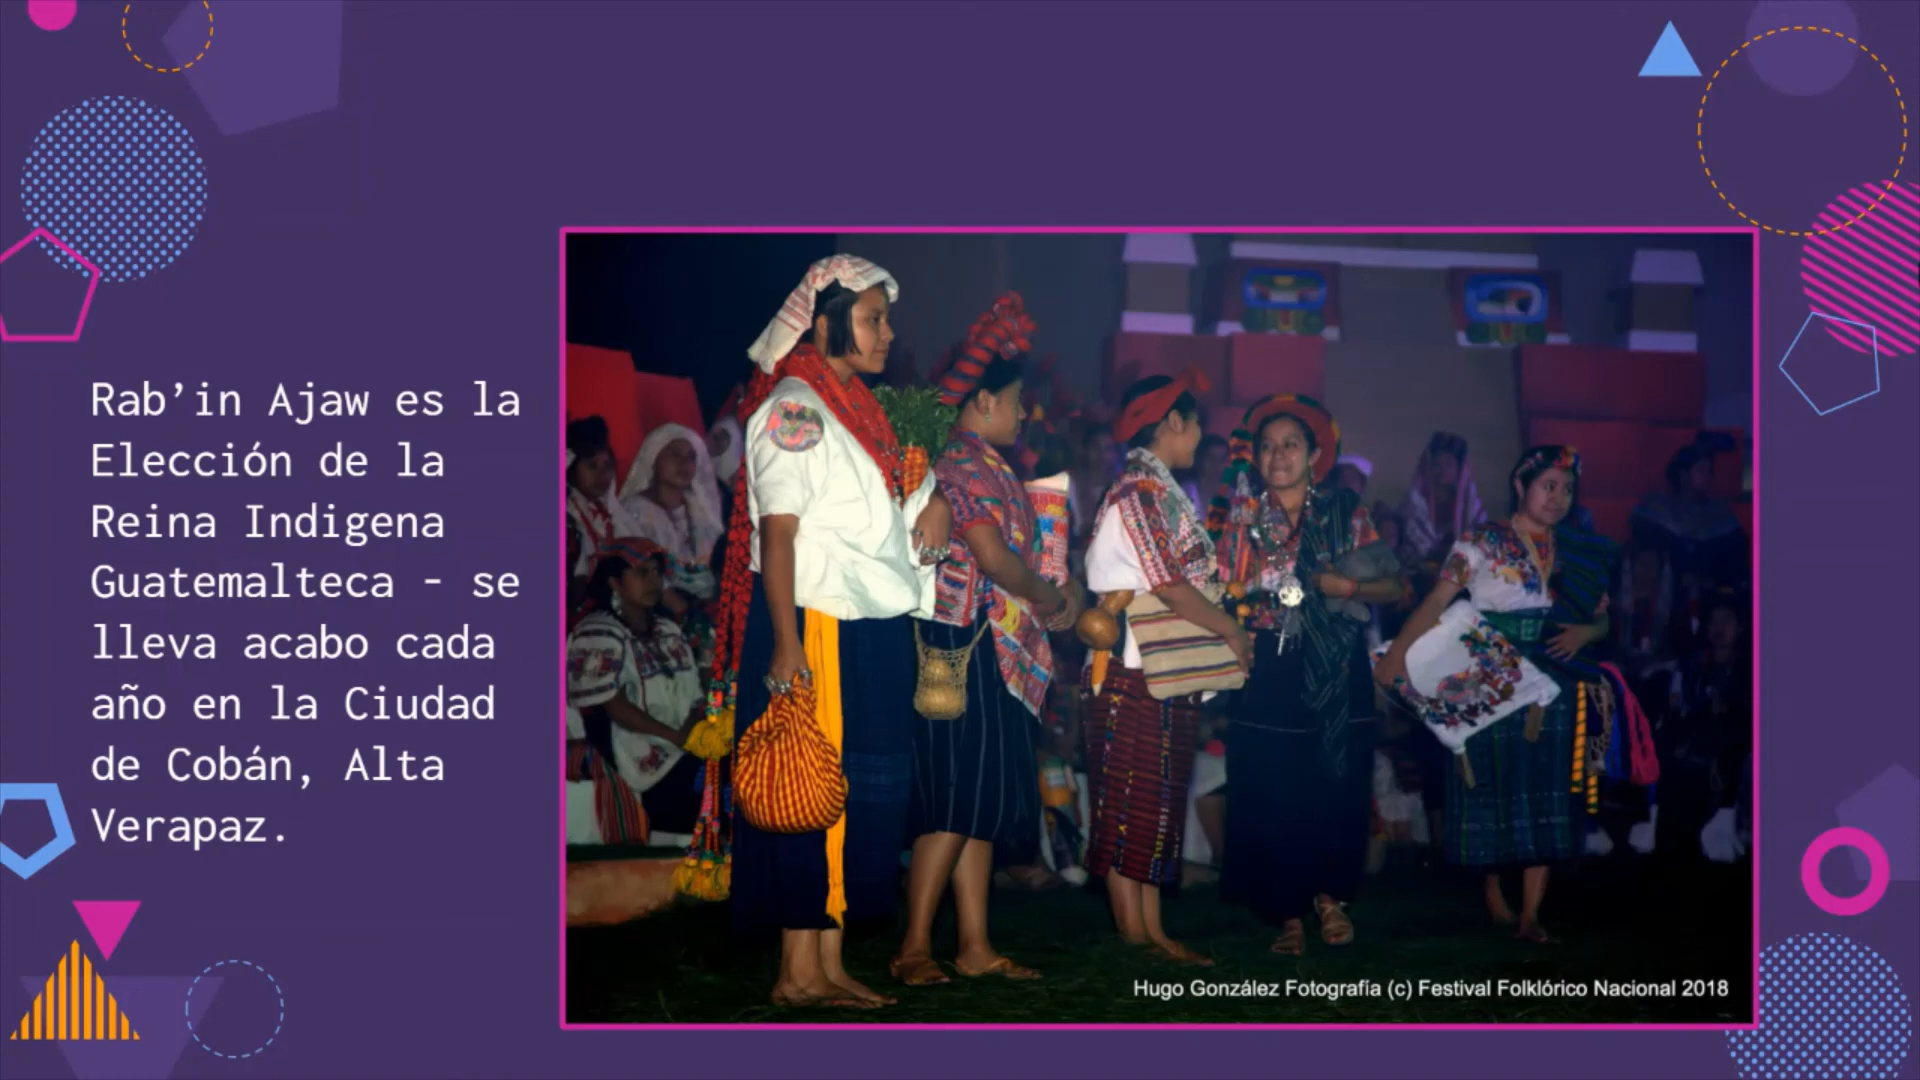 Rab’in Ajaw es la
Elección de la
Reina Indigena
Guatemalteca - se
lleva acabo cada
año en la Ciudad
de Cobán, Alta
Verapaz.
Hugo González Fotografía (c) Festival Folklórico Nacional 2018